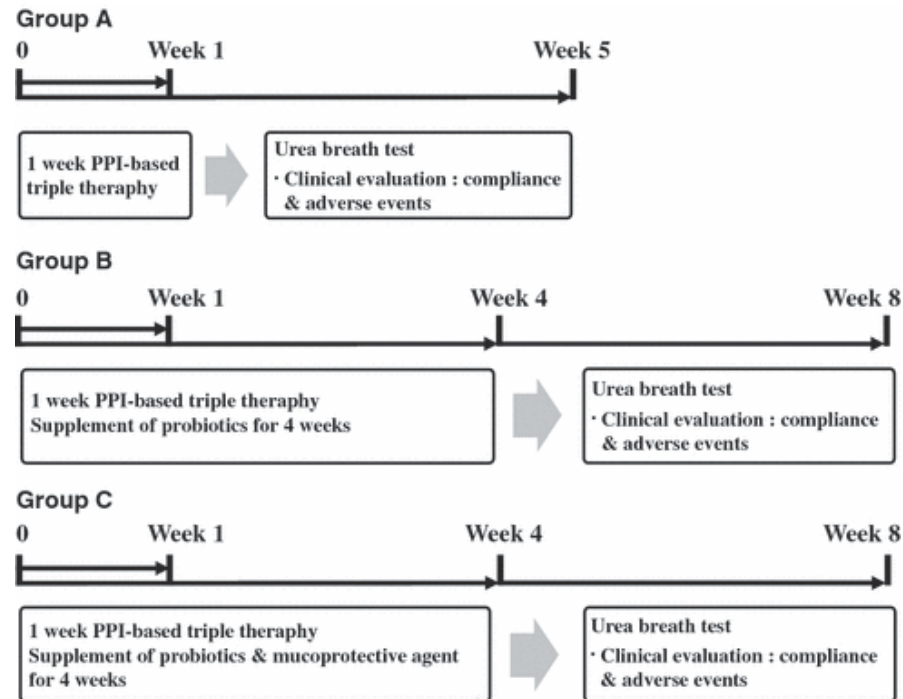 Group A
0 Week 1 Week 5
1 week PPI-based
triple theraphy
Urea breath test
· Clinical evaluation : compliance
& adverse events
Group B
0 Week 1 Week 4 Week 8
1 week PPI-based triple theraphy
Supplement of probiotics for 4 weeks
Urea breath test
· Clinical evaluation : compliance
& adverse events
Group C
0 Week 1 Week 4 Week 8
1 week PPI-based triple theraphy
Supplement of probiotics & mucoprotective agent
for 4 weeks
Urea breath test
· Clinical evaluation : compliance
& adverse events